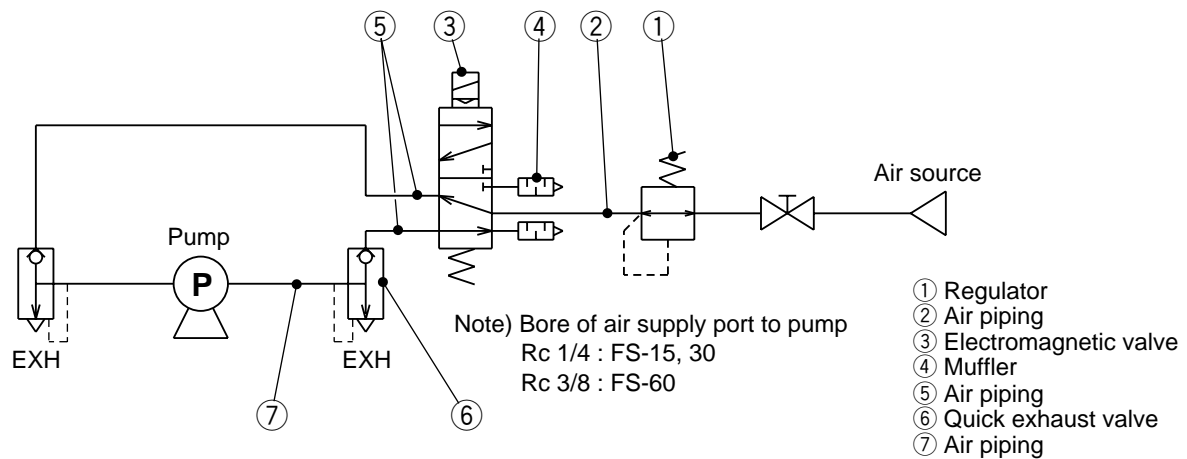 ⑤ ③ ④ ② ①
Air source
Pump
P
EXH
EXH
Note) Bore of air supply port to pump
Rc 1/4 : FS-15, 30
Rc 3/8 : FS-60
⑦ ⑥
① Regulator
② Air piping
③ Electromagnetic valve
④ Muffler
⑤ Air piping
⑥ Quick exhaust valve
⑦ Air piping